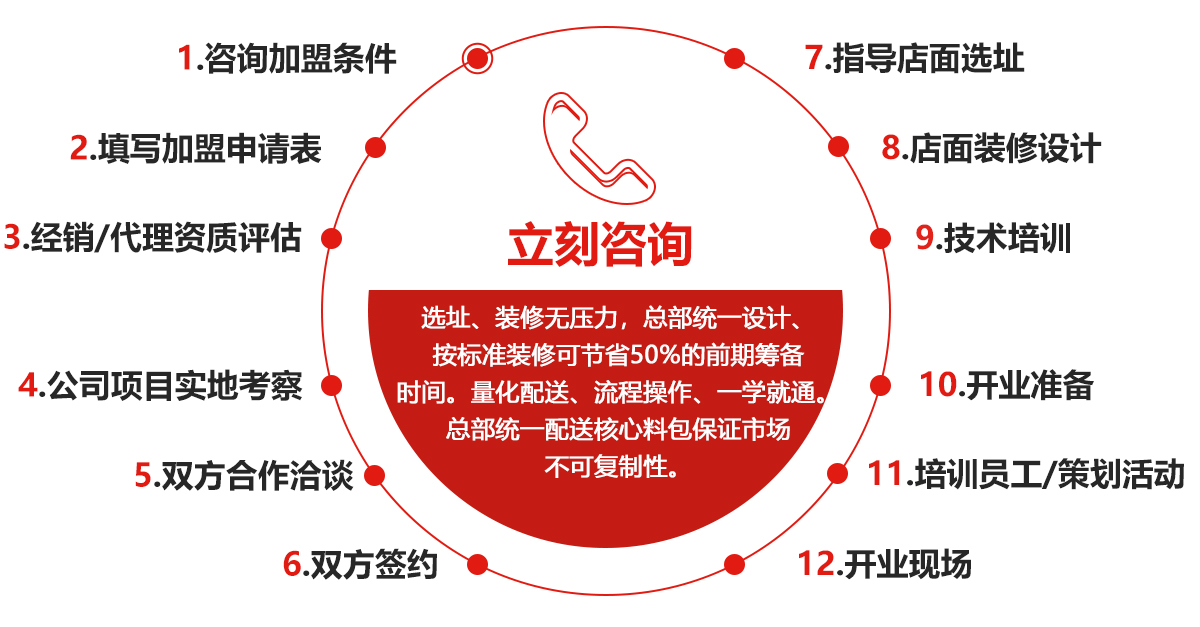 1.咨询加盟条件
2.填写加盟申请表
3.经销/代理资质评估
4.公司项目实地考察
5.双方合作洽谈
6.双方签约
立刻咨询
选址、装修无压力，总部统一设计、
按标准装修可节省50%的前期筹备
时间。量化配送、流程操作、一学就通。
总部统一配送核心料包保证市场
不可复制性。
7.指导店面选址
8.店面装修设计
9.技术培训
10.开业准备
11.培训员工/策划活动
12.开业现场